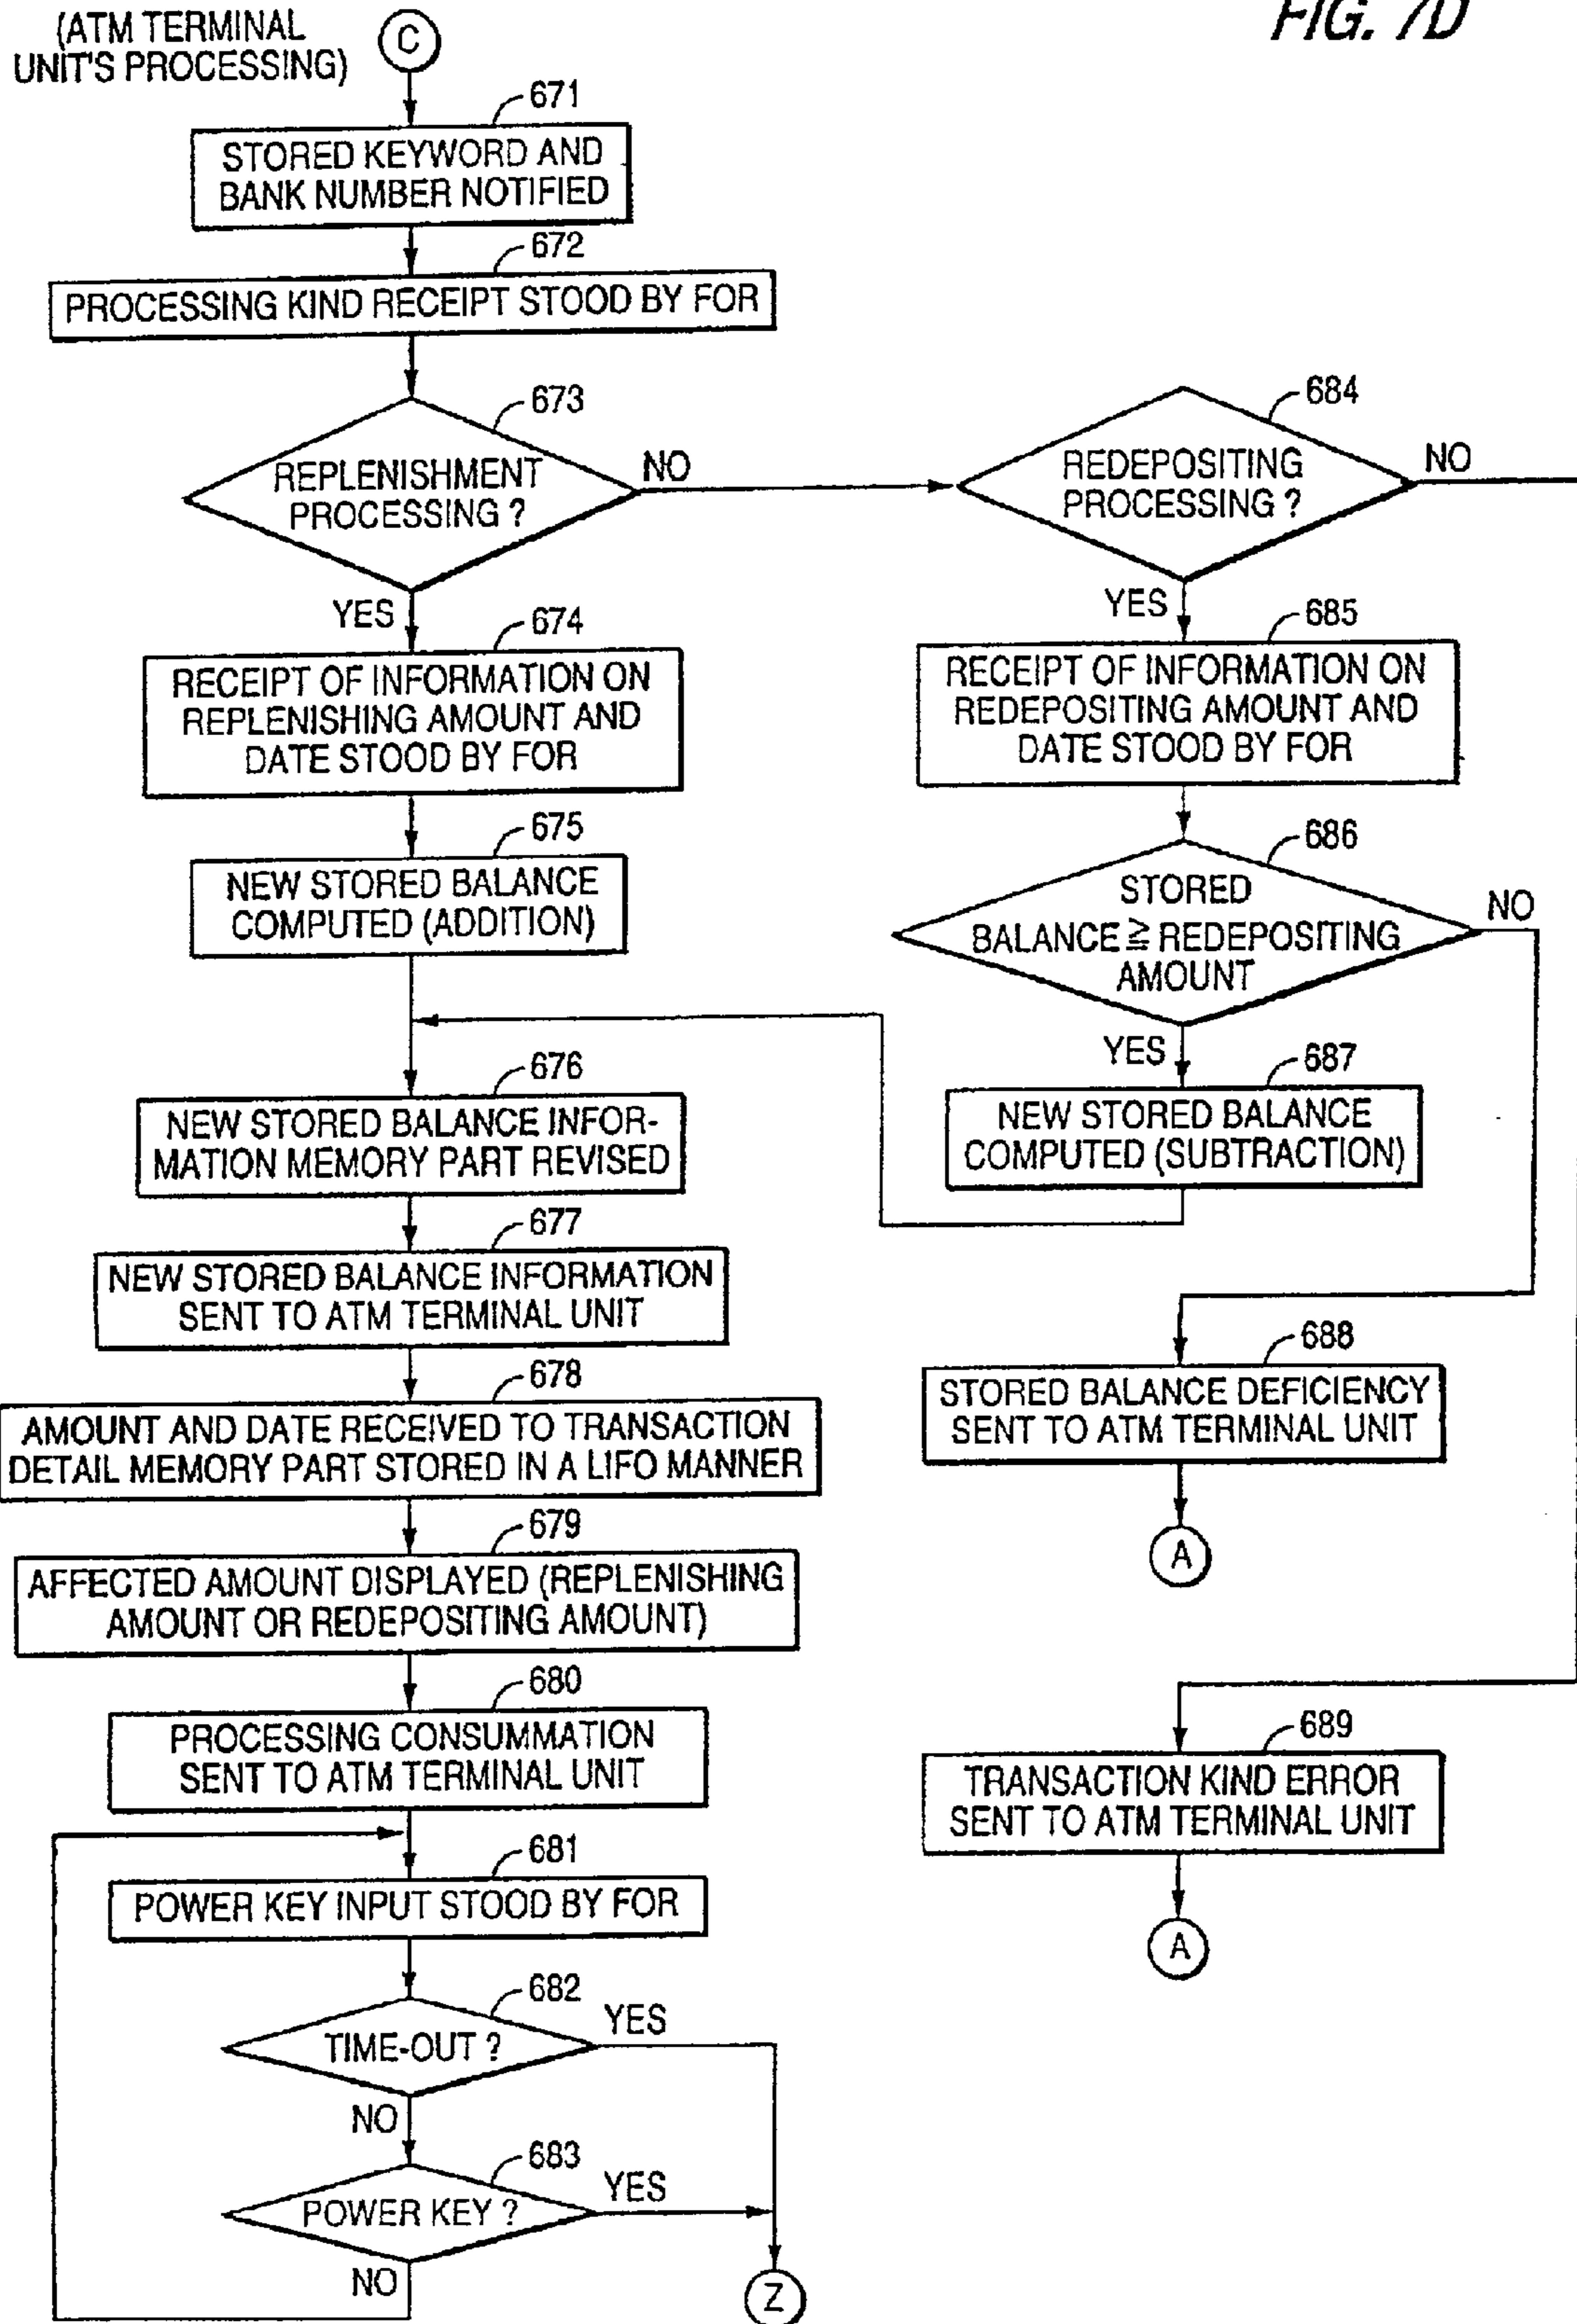 (ATM TERMINAL
UNIT'S PROCESSING)
C
FIG. 7D
671
STORED KEYWORD AND
BANK NUMBER NOTIFIED
672
PROCESSING KIND RECEIPT STOOD BY FOR
673
REPLENISHMENT
PROCESSING ?
NO
YES
684
REDEPOSITING
PROCESSING ?
NO
YES
674
RECEIPT OF INFORMATION ON
REPLENISHING AMOUNT AND
DATE STOOD BY FOR
685
RECEIPT OF INFORMATION ON
REDEPOSITING AMOUNT AND
DATE STOOD BY FOR
675
NEW STORED BALANCE
COMPUTED (ADDITION)
686
STORED
BALANCE ≧ REDEPOSITING
AMOUNT
NO
YES
676
NEW STORED BALANCE INFOR-
MATION MEMORY PART REVISED
687
NEW STORED BALANCE
COMPUTED (SUBTRACTION)
677
NEW STORED BALANCE INFORMATION
SENT TO ATM TERMINAL UNIT
678
AMOUNT AND DATE RECEIVED TO TRANSACTION
DETAIL MEMORY PART STORED IN A LIFO MANNER
688
STORED BALANCE DEFICIENCY
SENT TO ATM TERMINAL UNIT
A
679
AFFECTED AMOUNT DISPLAYED (REPLENISHING
AMOUNT OR REDEPOSITING AMOUNT)
680
PROCESSING CONSUMMATION
SENT TO ATM TERMINAL UNIT
689
TRANSACTION KIND ERROR
SENT TO ATM TERMINAL UNIT
A
681
POWER KEY INPUT STOOD BY FOR
682
TIME-OUT ?
YES
NO
683
POWER KEY ?
YES
NO
Z